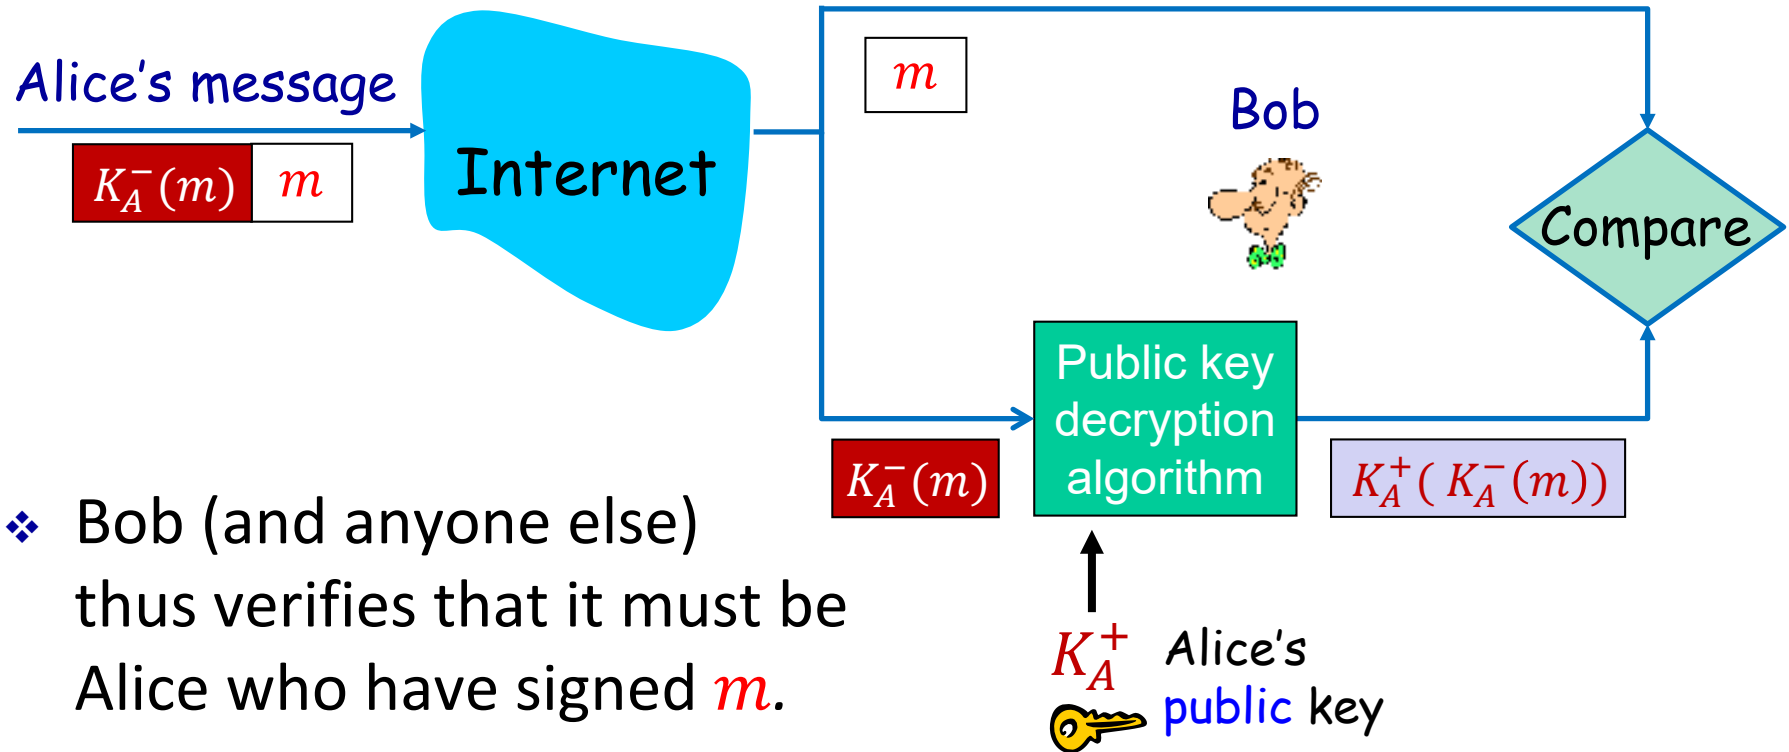 Alice's message
K_A^-(m) m
Internet
m
Bob
Compare
Public key
decryption
algorithm
K_A^-(m)
K_A^+( K_A^-(m))
K_A^+ Alice's
public key
❖ Bob (and anyone else)
thus verifies that it must be
Alice who have signed m.